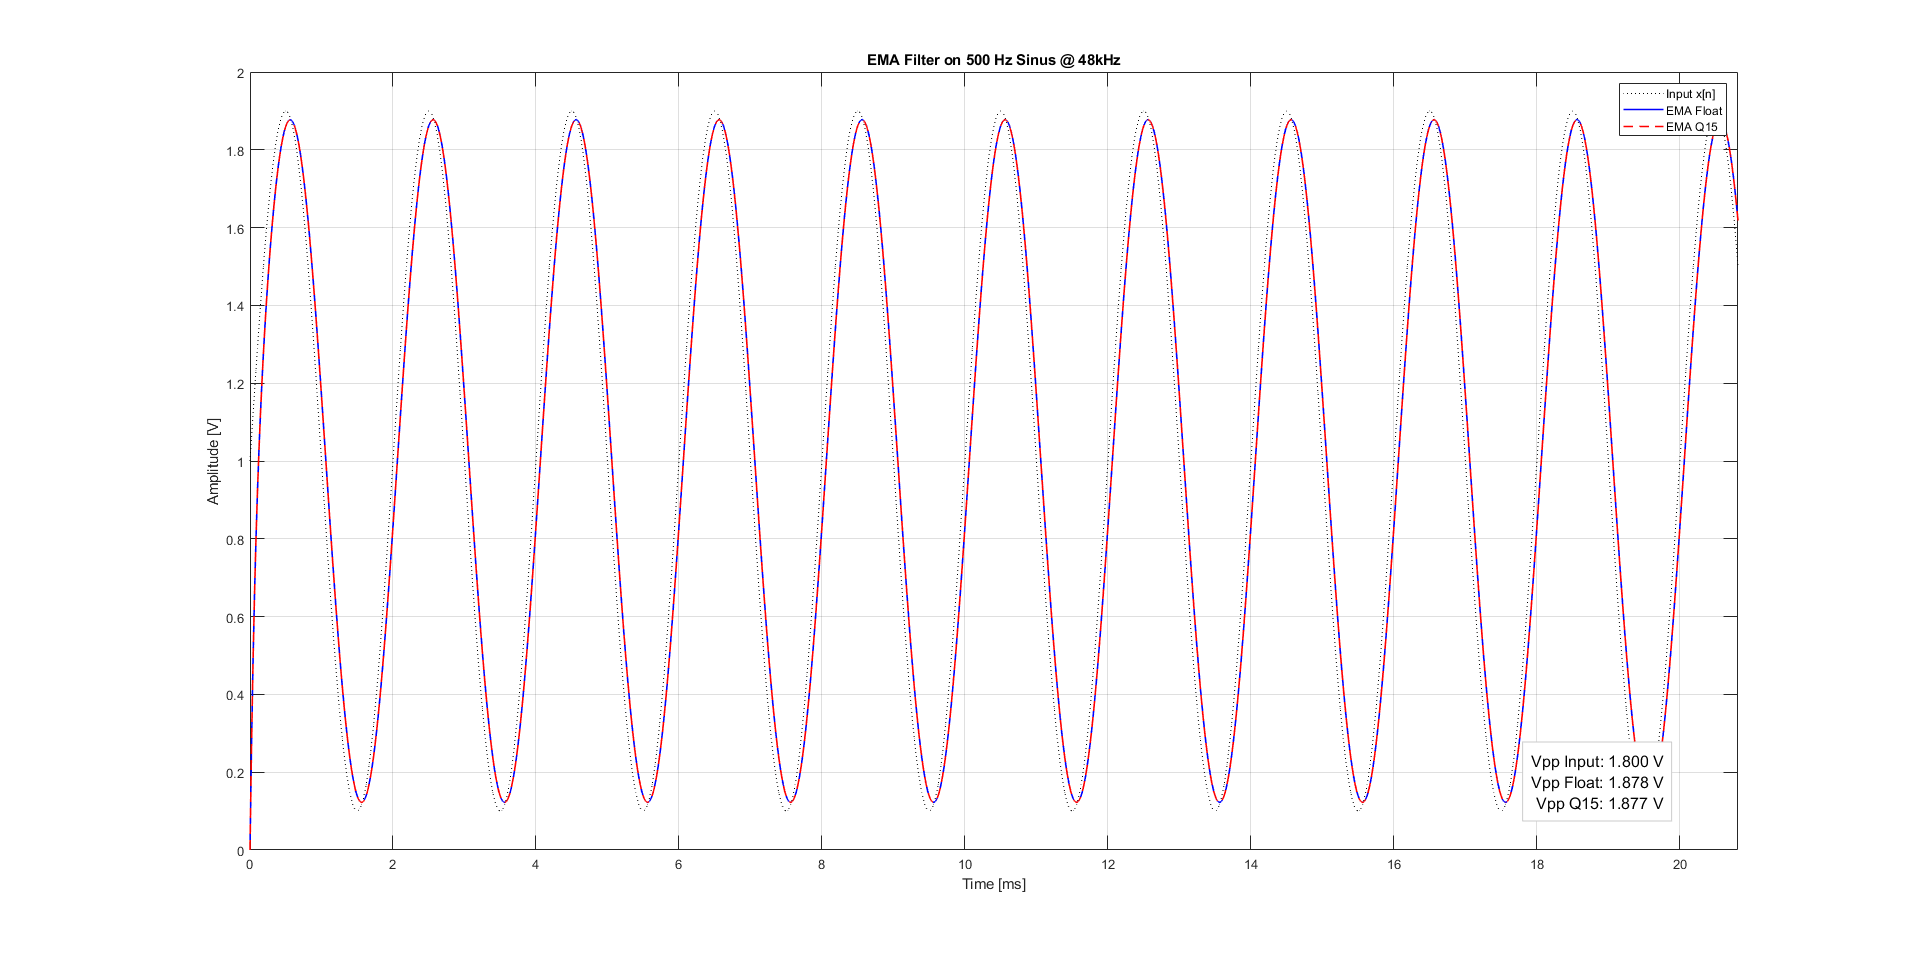 EMA Filter on 500 Hz Sinus @ 48kHz
Input x[n]
EMA Float
EMA Q15
Amplitude [V]
2
1.8
1.6
1.4
1.2
1
0.8
0.6
0.4
0.2
0
Vpp Input: 1.800 V
Vpp Float: 1.878 V
Vpp Q15: 1.877 V
0 2 4 6 8 10 12 14 16 18 20
Time [ms]